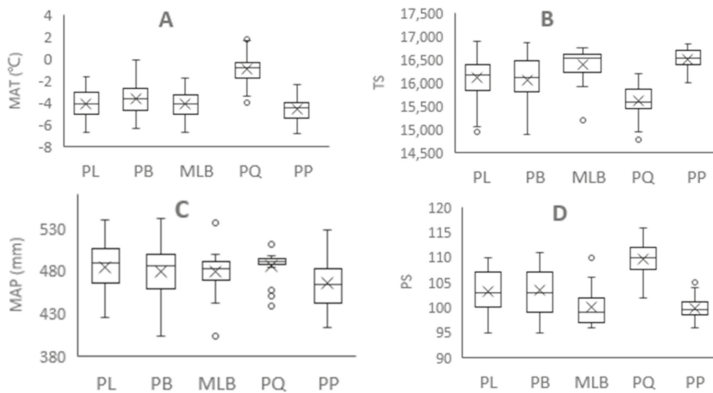 A
MAT (°C)
4
2
0
-2
-4
-6
-8
PL PB MLB PQ PP
B
TS
17,500
17,000
16,500
16,000
15,500
15,000
14,500
PL PB MLB PQ PP
C
MAP (mm)
530
480
430
380
PL PB MLB PQ PP
D
PS
120
115
110
105
100
95
90
PL PB MLB PQ PP